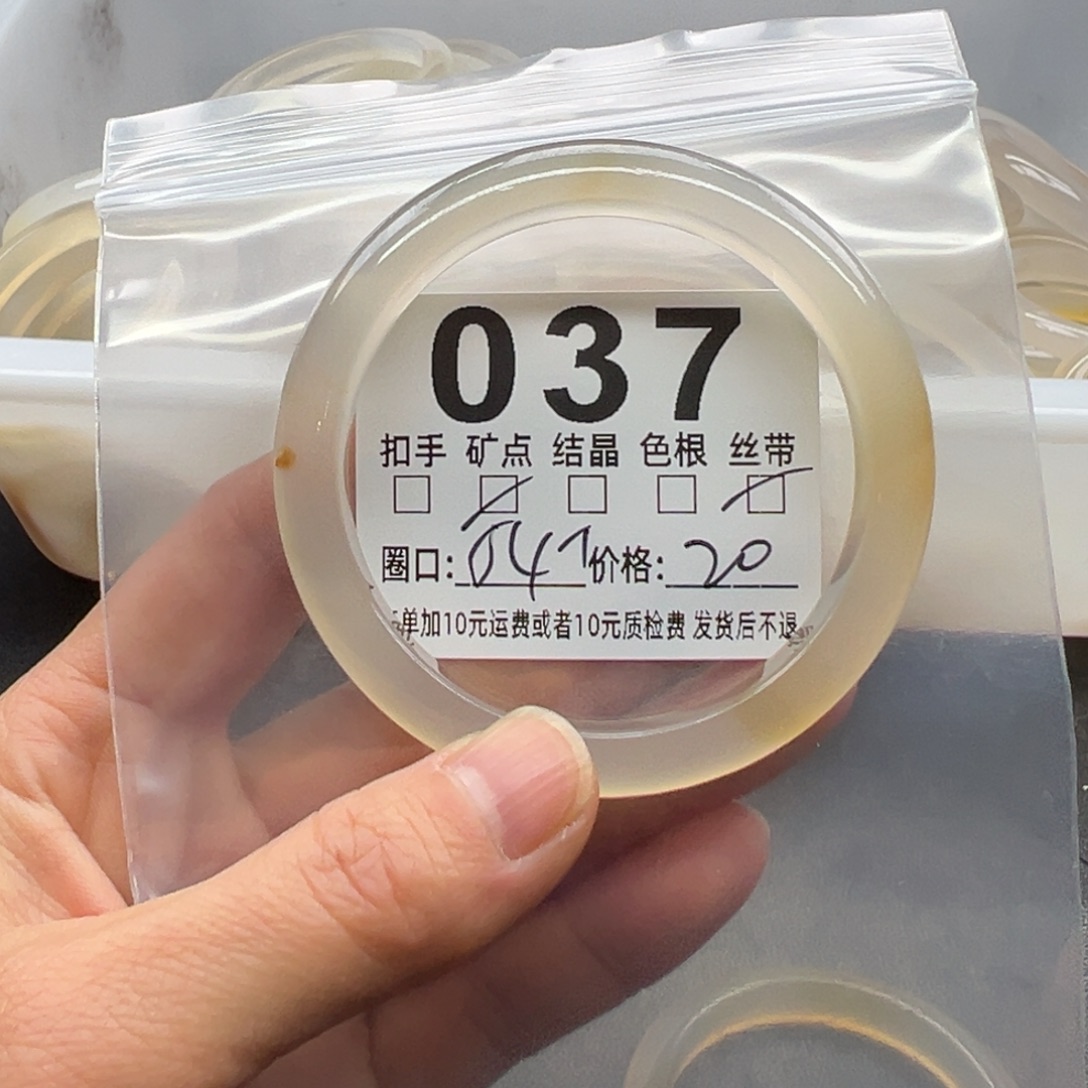 037
扣手 矿点 结晶 色根 丝带
圈口: 价格: 20
单加10元运费或者10元质检费 发货后不退